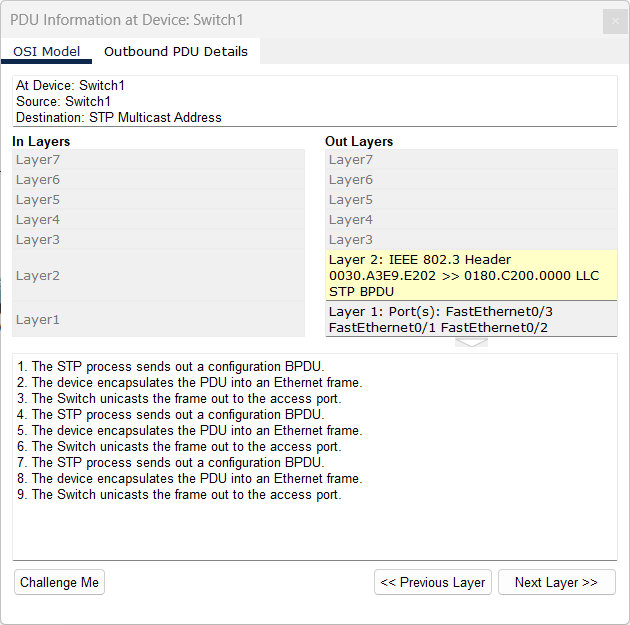 PDU Information at Device: Switch1
OSI Model
Outbound PDU Details
At Device: Switch1
Source: Switch1
Destination: STP Multicast Address
In Layers
Layer7
Layer6
Layer5
Layer4
Layer3
Layer2
Layer1
Out Layers
Layer7
Layer6
Layer5
Layer4
Layer3
Layer 2: IEEE 802.3 Header
0030.A3E9.E202 >> 0180.C200.0000 LLC
STP BPDU
Layer 1: Port(s): FastEthernet0/3
FastEthernet0/1 FastEthernet0/2
1. The STP process sends out a configuration BPDU.
2. The device encapsulates the PDU into an Ethernet frame.
3. The Switch unicasts the frame out to the access port.
4. The STP process sends out a configuration BPDU.
5. The device encapsulates the PDU into an Ethernet frame.
6. The Switch unicasts the frame out to the access port.
7. The STP process sends out a configuration BPDU.
8. The device encapsulates the PDU into an Ethernet frame.
9. The Switch unicasts the frame out to the access port.
Challenge Me
<< Previous Layer
Next Layer >>